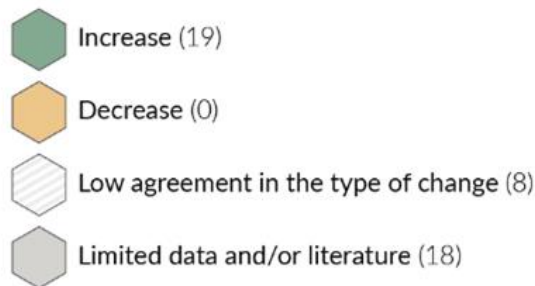 Increase (19)
Decrease (0)
Low agreement in the type of change (8)
Limited data and/or literature (18)